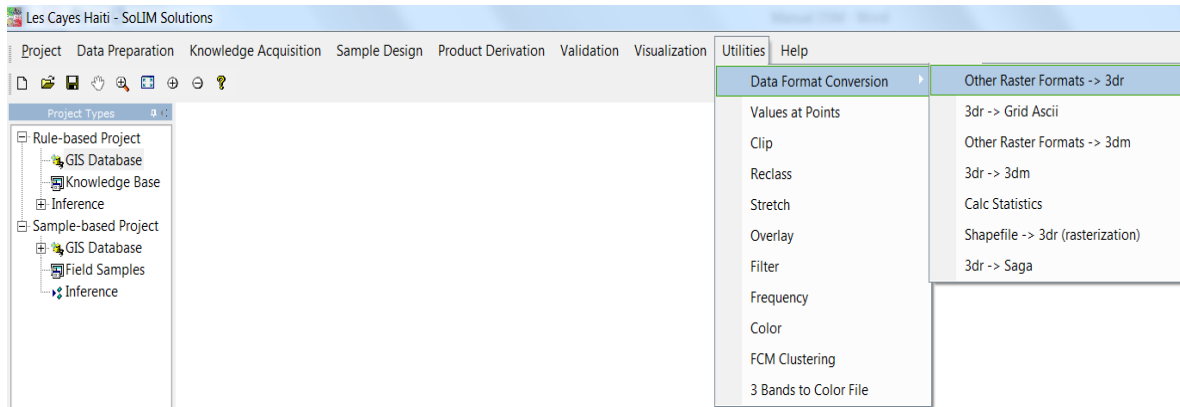 Les Cayes Haiti - SoLIM Solutions
Project Data Preparation Knowledge Acquisition Sample Design Product Derivation Validation Visualization Utilities Help
Project Types
Rule-based Project
GIS Database
Knowledge Base
Inference
Sample-based Project
GIS Database
Field Samples
Inference
Data Format Conversion
Values at Points
Clip
Reclass
Stretch
Overlay
Filter
Frequency
Color
FCM Clustering
3 Bands to Color File
Other Raster Formats -> 3dr
3dr -> Grid Ascii
Other Raster Formats -> 3dm
3dr -> 3dm
Calc Statistics
Shapefile -> 3dr (rasterization)
3dr -> Saga